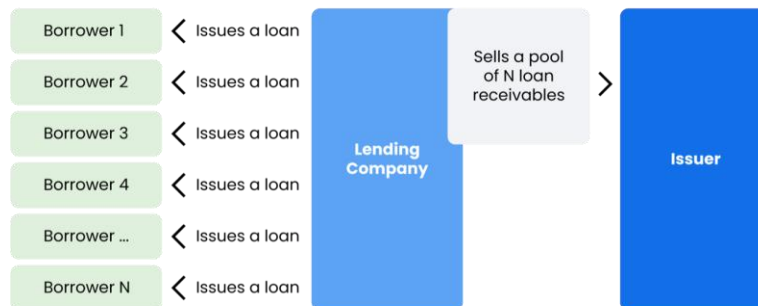 Borrower 1
Issues a loan
Borrower 2
Issues a loan
Borrower 3
Issues a loan
Borrower 4
Issues a loan
Borrower ...
Issues a loan
Borrower N
Issues a loan
Lending
Company
Sells a pool
of N loan
receivables
Issuer